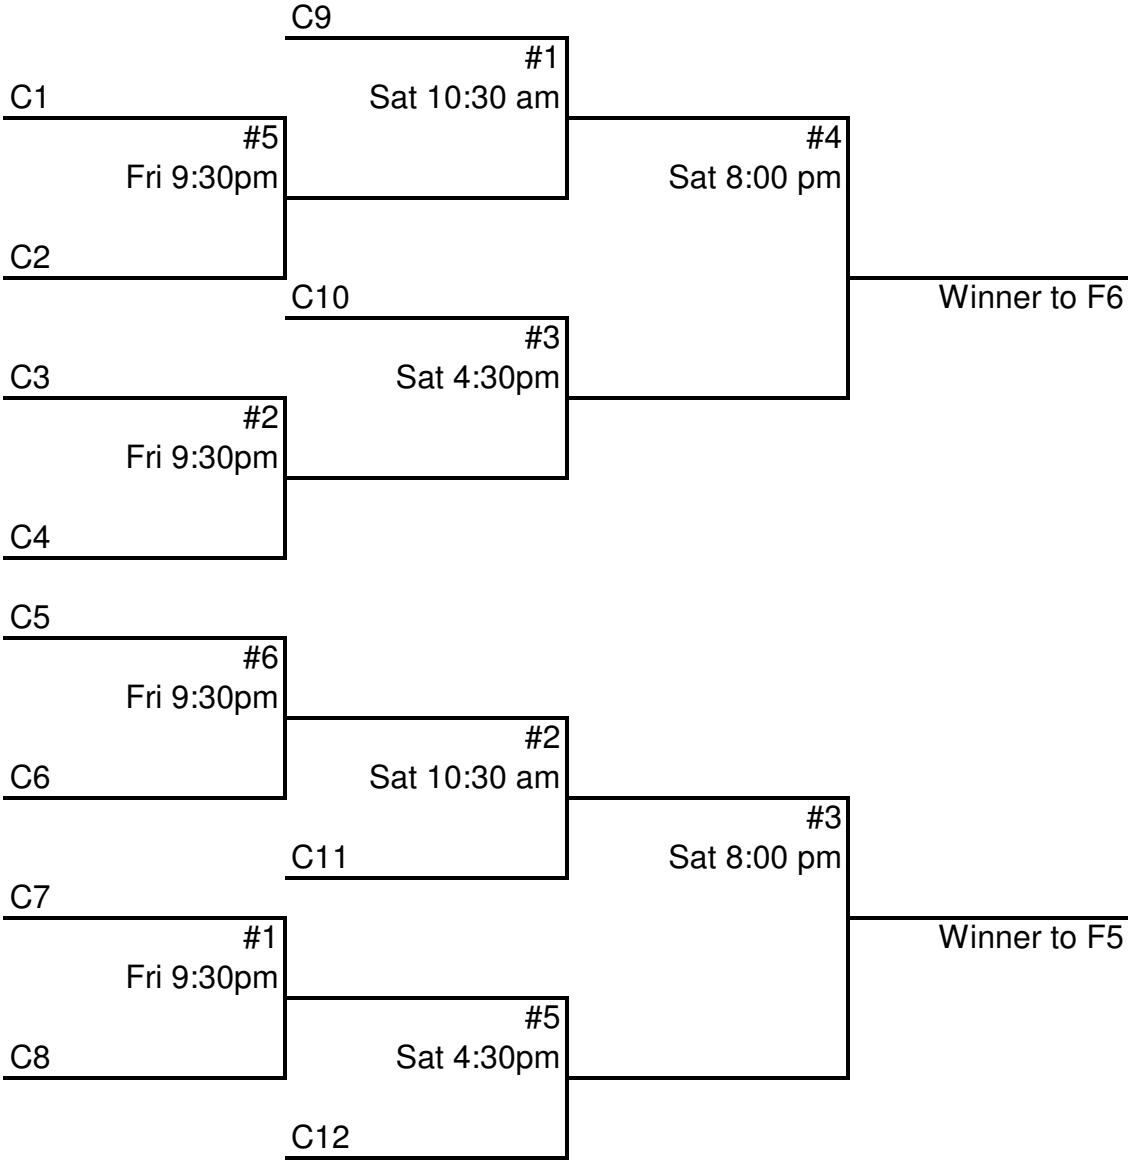 C9
#1
C1
Sat 10:30 am
#5
#4
Fri 9:30pm
Sat 8:00 pm
C2
C10
Winner to F6
#3
C3
Sat 4:30pm
#2
Fri 9:30pm
C4
C5
#6
Fri 9:30pm
#2
C6
Sat 10:30 am
#3
C11
Sat 8:00 pm
C7
#1
Winner to F5
Fri 9:30pm
#5
C8
Sat 4:30pm
C12